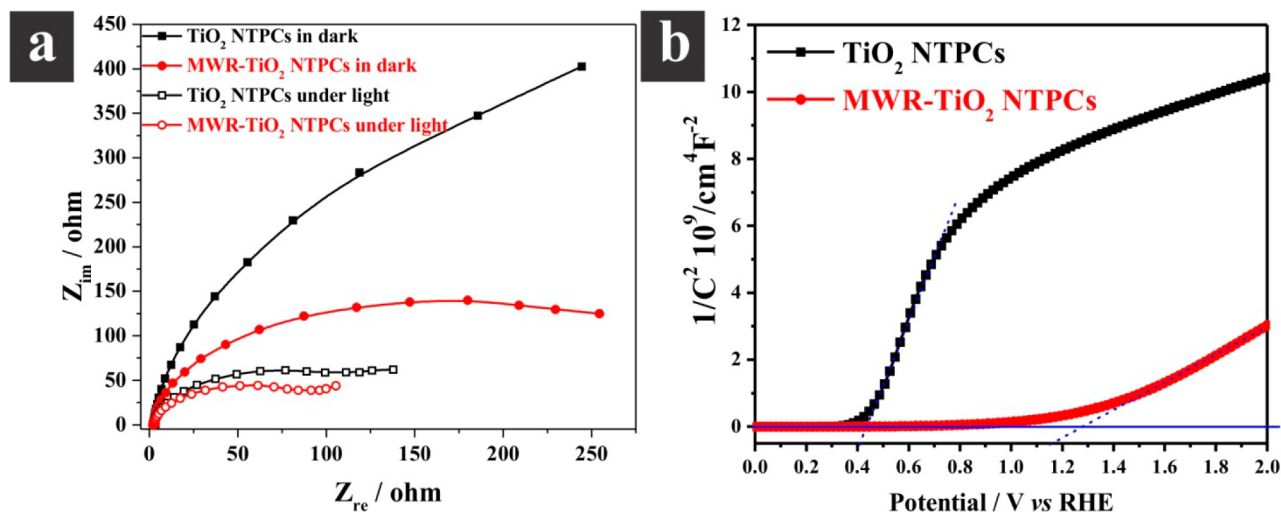 a
450
400
350
300
250
200
150
100
50
0
Z_im / ohm
TiO₂ NTPCs in dark
MWR-TiO₂ NTPCs in dark
TiO₂ NTPCs under light
MWR-TiO₂ NTPCs under light
0 50 100 150 200 250
Z_re / ohm
b
12
10
8
6
4
2
0
1/C² 10⁹/cm⁴F⁻²
TiO₂ NTPCs
MWR-TiO₂ NTPCs
0.0 0.2 0.4 0.6 0.8 1.0 1.2 1.4 1.6 1.8 2.0
Potential / V vs RHE